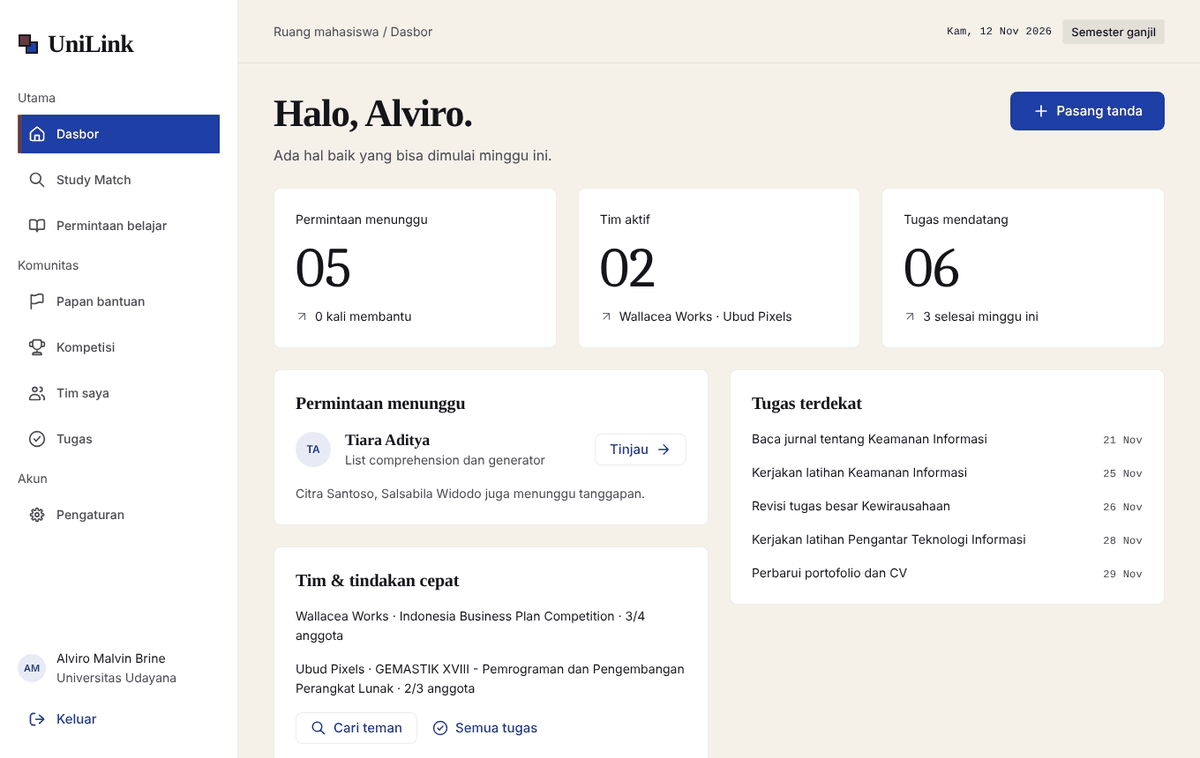 UniLink
Utama
Dasbor
Study Match
Permintaan belajar
Komunitas
Papan bantuan
Kompetisi
Tim saya
Tugas
Akun
Pengaturan
AM
Alviro Malvin Brine
Universitas Udayana
Keluar
Ruang mahasiswa / Dasbor
Kam, 12 Nov 2026
Semester ganjil
Halo, Alviro.
Ada hal baik yang bisa dimulai minggu ini.
Pasang tanda
Permintaan menunggu
05
0 kali membantu
Tim aktif
02
Wallacea Works · Ubud Pixels
Tugas mendatang
06
3 selesai minggu ini
Permintaan menunggu
TA
Tiara Aditya
List comprehension dan generator
Tinjau
Citra Santoso, Salsabila Widodo juga menunggu tanggapan.
Tim & tindakan cepat
Wallacea Works · Indonesia Business Plan Competition · 3/4
anggota
Ubud Pixels · GEMASTIK XVIII - Pemrograman dan Pengembangan
Perangkat Lunak · 2/3 anggota
Cari teman
Semua tugas
Tugas terdekat
Baca jurnal tentang Keamanan Informasi
21 Nov
Kerjakan latihan Keamanan Informasi
25 Nov
Revisi tugas besar Kewirausahaan
26 Nov
Kerjakan latihan Pengantar Teknologi Informasi
28 Nov
Perbarui portofolio dan CV
29 Nov